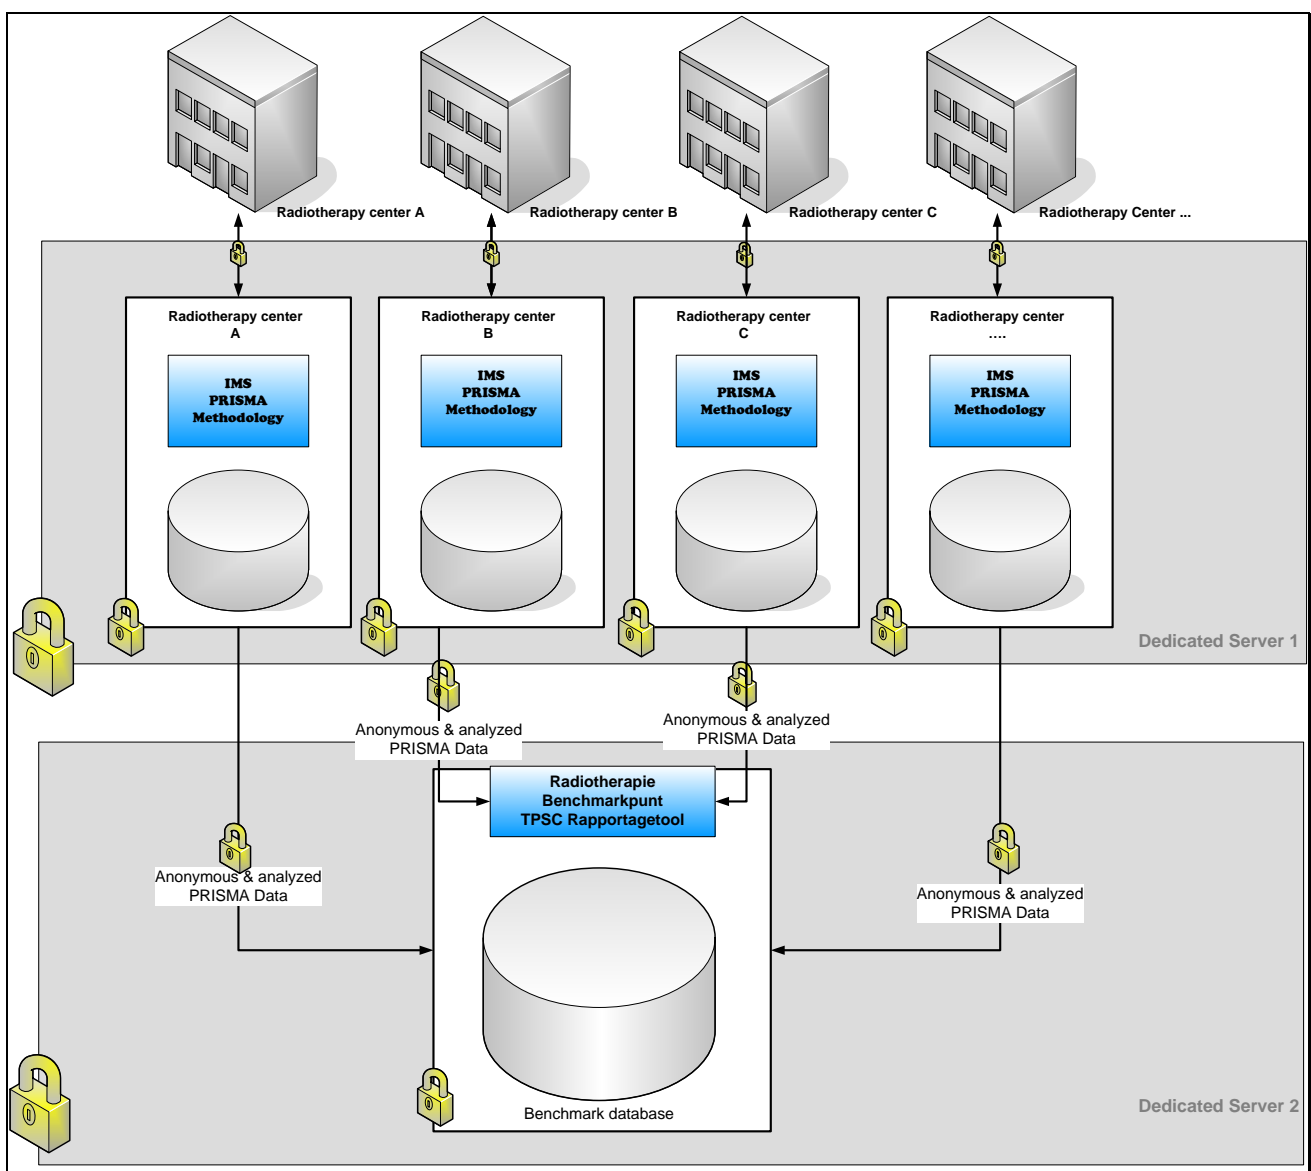 Radiotherapy center A
Radiotherapy center B
Radiotherapy center C
Radiotherapy Center ...
Radiotherapy center
A
IMS
PRISMA
Methodology
Radiotherapy center
B
IMS
PRISMA
Methodology
Radiotherapy center
C
IMS
PRISMA
Methodology
Radiotherapy center
....
IMS
PRISMA
Methodology
Dedicated Server 1
Anonymous & analyzed
PRISMA Data
Anonymous & analyzed
PRISMA Data
Radiotherapie
Benchmarkpunt
TPSC Rapportagetool
Anonymous & analyzed
PRISMA Data
Anonymous & analyzed
PRISMA Data
Benchmark database
Dedicated Server 2